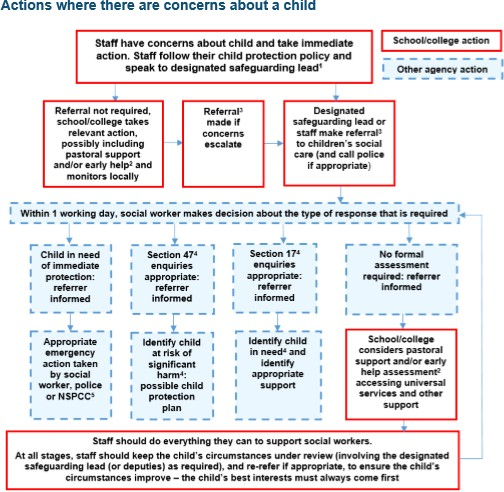 Actions where there are concerns about a child
Staff have concerns about child and take immediate
action. Staff follow their child protection policy and
speak to designated safeguarding lead¹
School/college action
Other agency action
Referral not required,
school/college takes
relevant action,
possibly including
pastoral support
and/or early help² and
monitors locally
Referral³
made if
concerns
escalate
Designated
safeguarding lead or
staff make referral³
to children's social
care (and call police
if appropriate)
Within 1 working day, social worker makes decision about the type of response that is required
Child in need
of immediate
protection:
referrer
informed
Section 47⁴
enquiries
appropriate:
referrer
informed
Section 17⁴
enquiries
appropriate:
referrer
informed
No formal
assessment
required: referrer
informed
Appropriate
emergency
action taken
by social
worker, police
or NSPCC⁵
Identify child
at risk of
significant
harm⁴:
possible child
protection
plan
Identify child
in need⁴ and
identify
appropriate
support
School/college
considers pastoral
support and/or early
help assessment²
accessing universal
services and other
support
Staff should do everything they can to support social workers.
At all stages, staff should keep the child's circumstances under review (involving the designated
safeguarding lead (or deputies) as required), and re-refer if appropriate, to ensure the child's
circumstances improve – the child's best interests must always come first